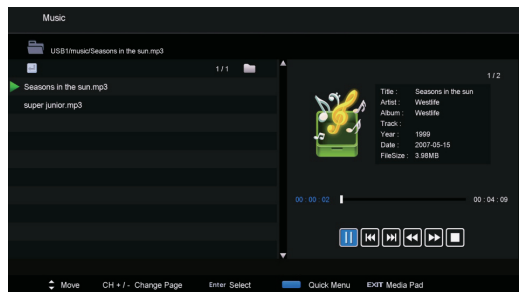 Music
USB1/music/Seasons in the sun.mp3
1/1
1/2
Seasons in the sun.mp3
super junior.mp3
Title : Seasons in the sun
Artist : Westlife
Album : Westlife
Track :
Year : 1999
Date : 2007-05-15
FileSize : 3.98MB
00 : 00 : 02
00 : 04 : 09
Move CH + / - Change Page Enter Select Quick Menu EXIT Media Pad